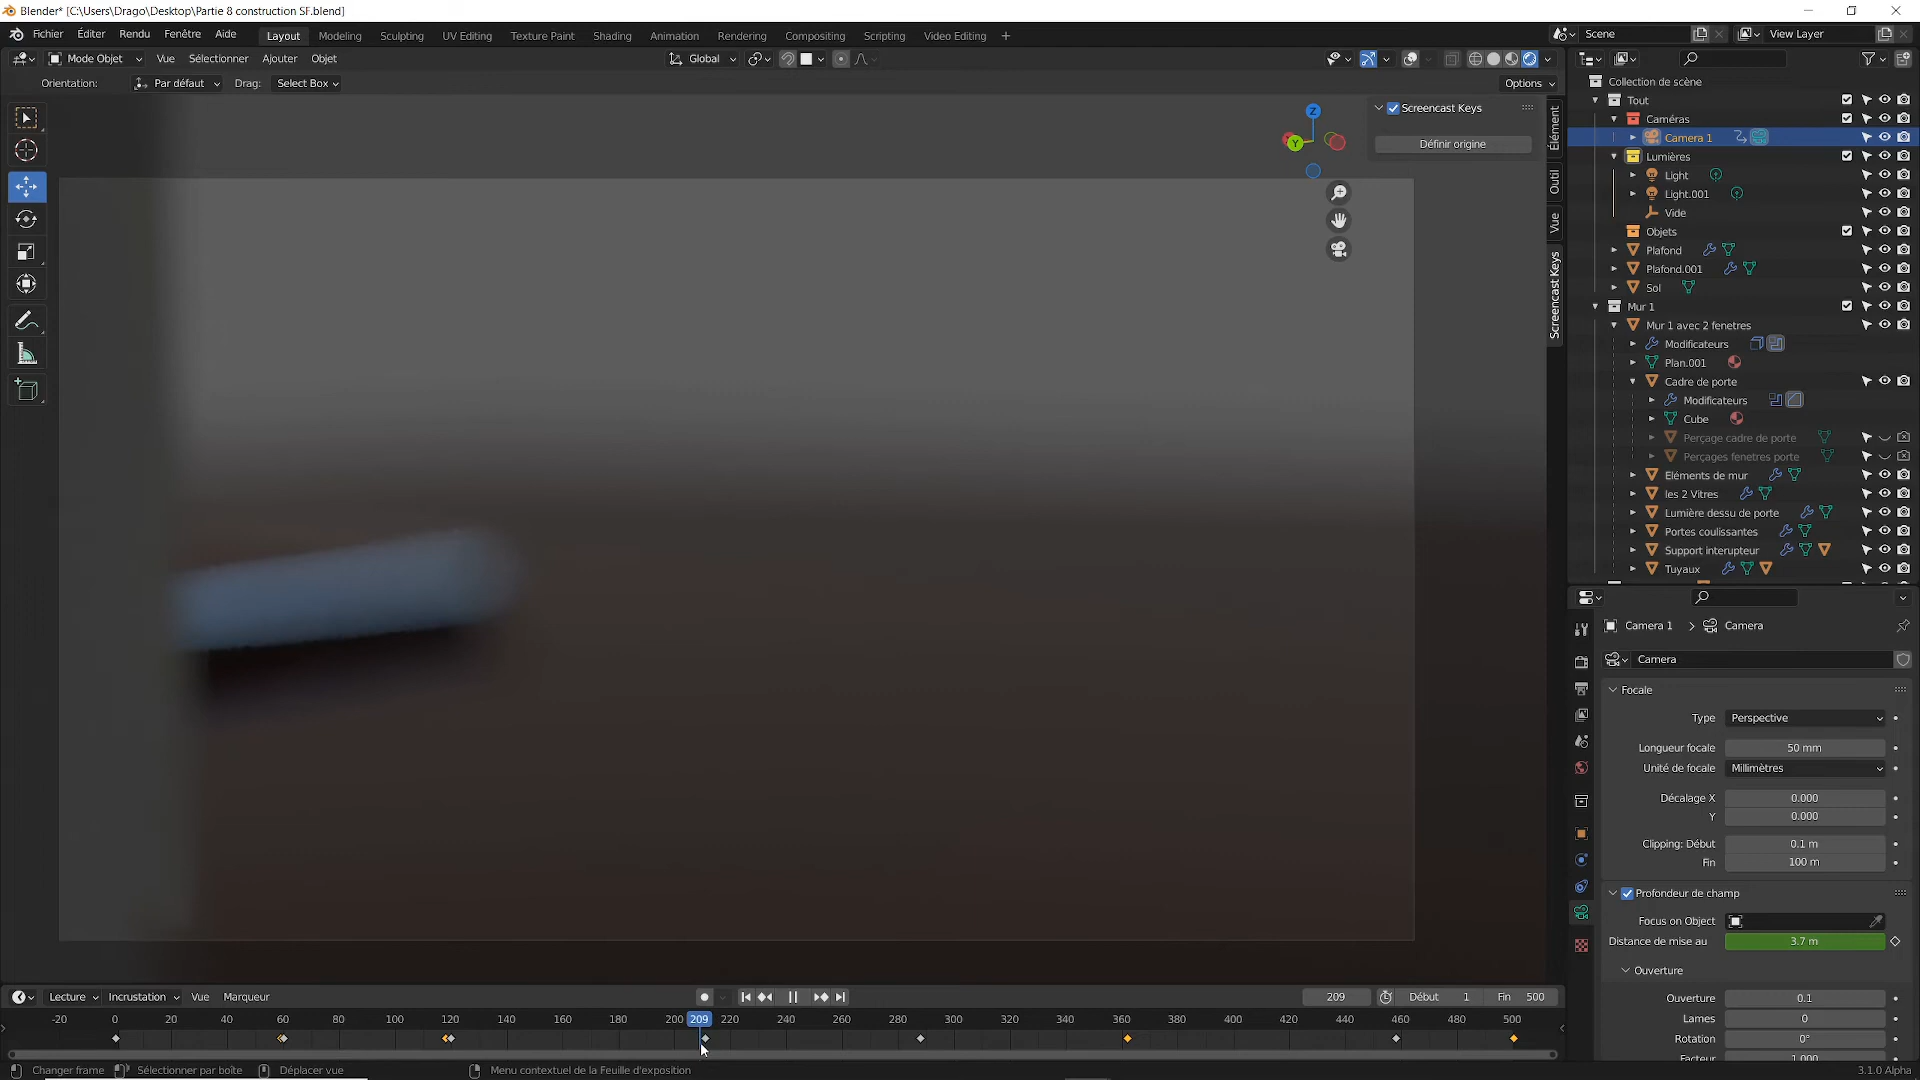 Blender* [C:\Users\Drago\Desktop\Partie 8 construction SF.blend]
Fichier Éditer Rendu Fenêtre Aide Layout Modeling Sculpting UV Editing Texture Paint Shading Animation Rendering Compositing Scripting Video Editing + Scene View Layer
Mode Objet Vue Sélectionner Ajouter Objet Global
Orientation: Par défaut Drag: Select Box Options
Screencast Keys
Définir origine
Z
Y
Élément
Outil
Vue
Screencast Keys
Collection de scène
Tout
Caméras
Camera 1
Lumières
Light
Light.001
Vide
Objets
Plafond
Plafond.001
Sol
Mur 1
Mur 1 avec 2 fenetres
Modificateurs
Plan.001
Cadre de porte
Modificateurs
Cube
Perçage cadre de porte
Perçages fenetres porte
Eléments de mur
les 2 Vitres
Lumière dessu de porte
Portes coulissantes
Support interupteur
Tuyaux
Camera 1 > Camera
Camera
Focale
Type Perspective
Longueur focale 50 mm
Unité de focale Millimètres
Décalage X 0.000
Y 0.000
Clipping: Début 0.1 m
Fin 100 m
Profondeur de champ
Focus on Object
Distance de mise au 3.7 m
Ouverture
Ouverture 0.1
Lames 0
Rotation 0°
Facteur 1.000
Lecture Incrustation Vue Marqueur 209 Début 1 Fin 500
-20 0 20 40 60 80 100 120 140 160 180 200 209 220 240 260 280 300 320 340 360 380 400 420 440 460 480 500
Changer frame Sélectionner par boîte Déplacer vue Menu contextuel de la Feuille d'exposition 3.1.0 Alpha